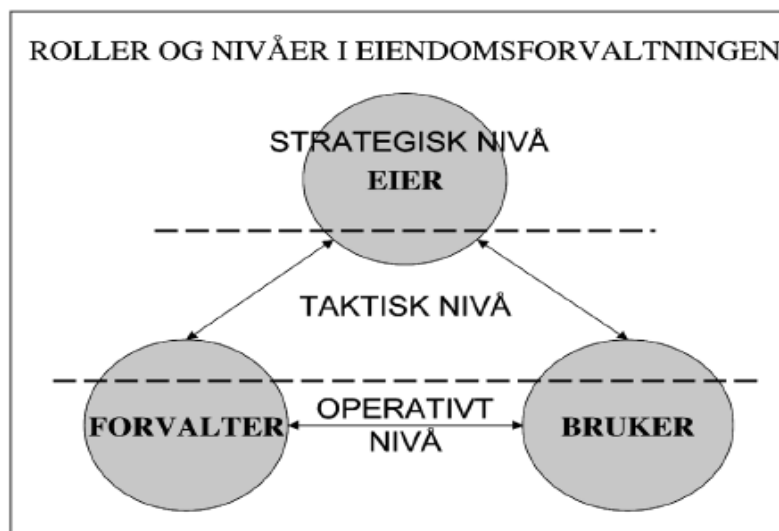 ROLLER OG NIVÅER I EIENDOMSFORVALTNINGEN
STRATEGISK NIVÅ
EIER
TAKTISK NIVÅ
FORVALTER
OPERATIVT
NIVÅ
BRUKER